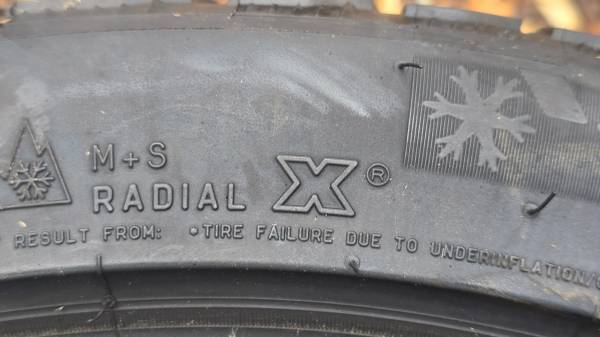 M+S
RADIAL X®
RESULT FROM: •TIRE FAILURE DUE TO UNDERINFLATION/